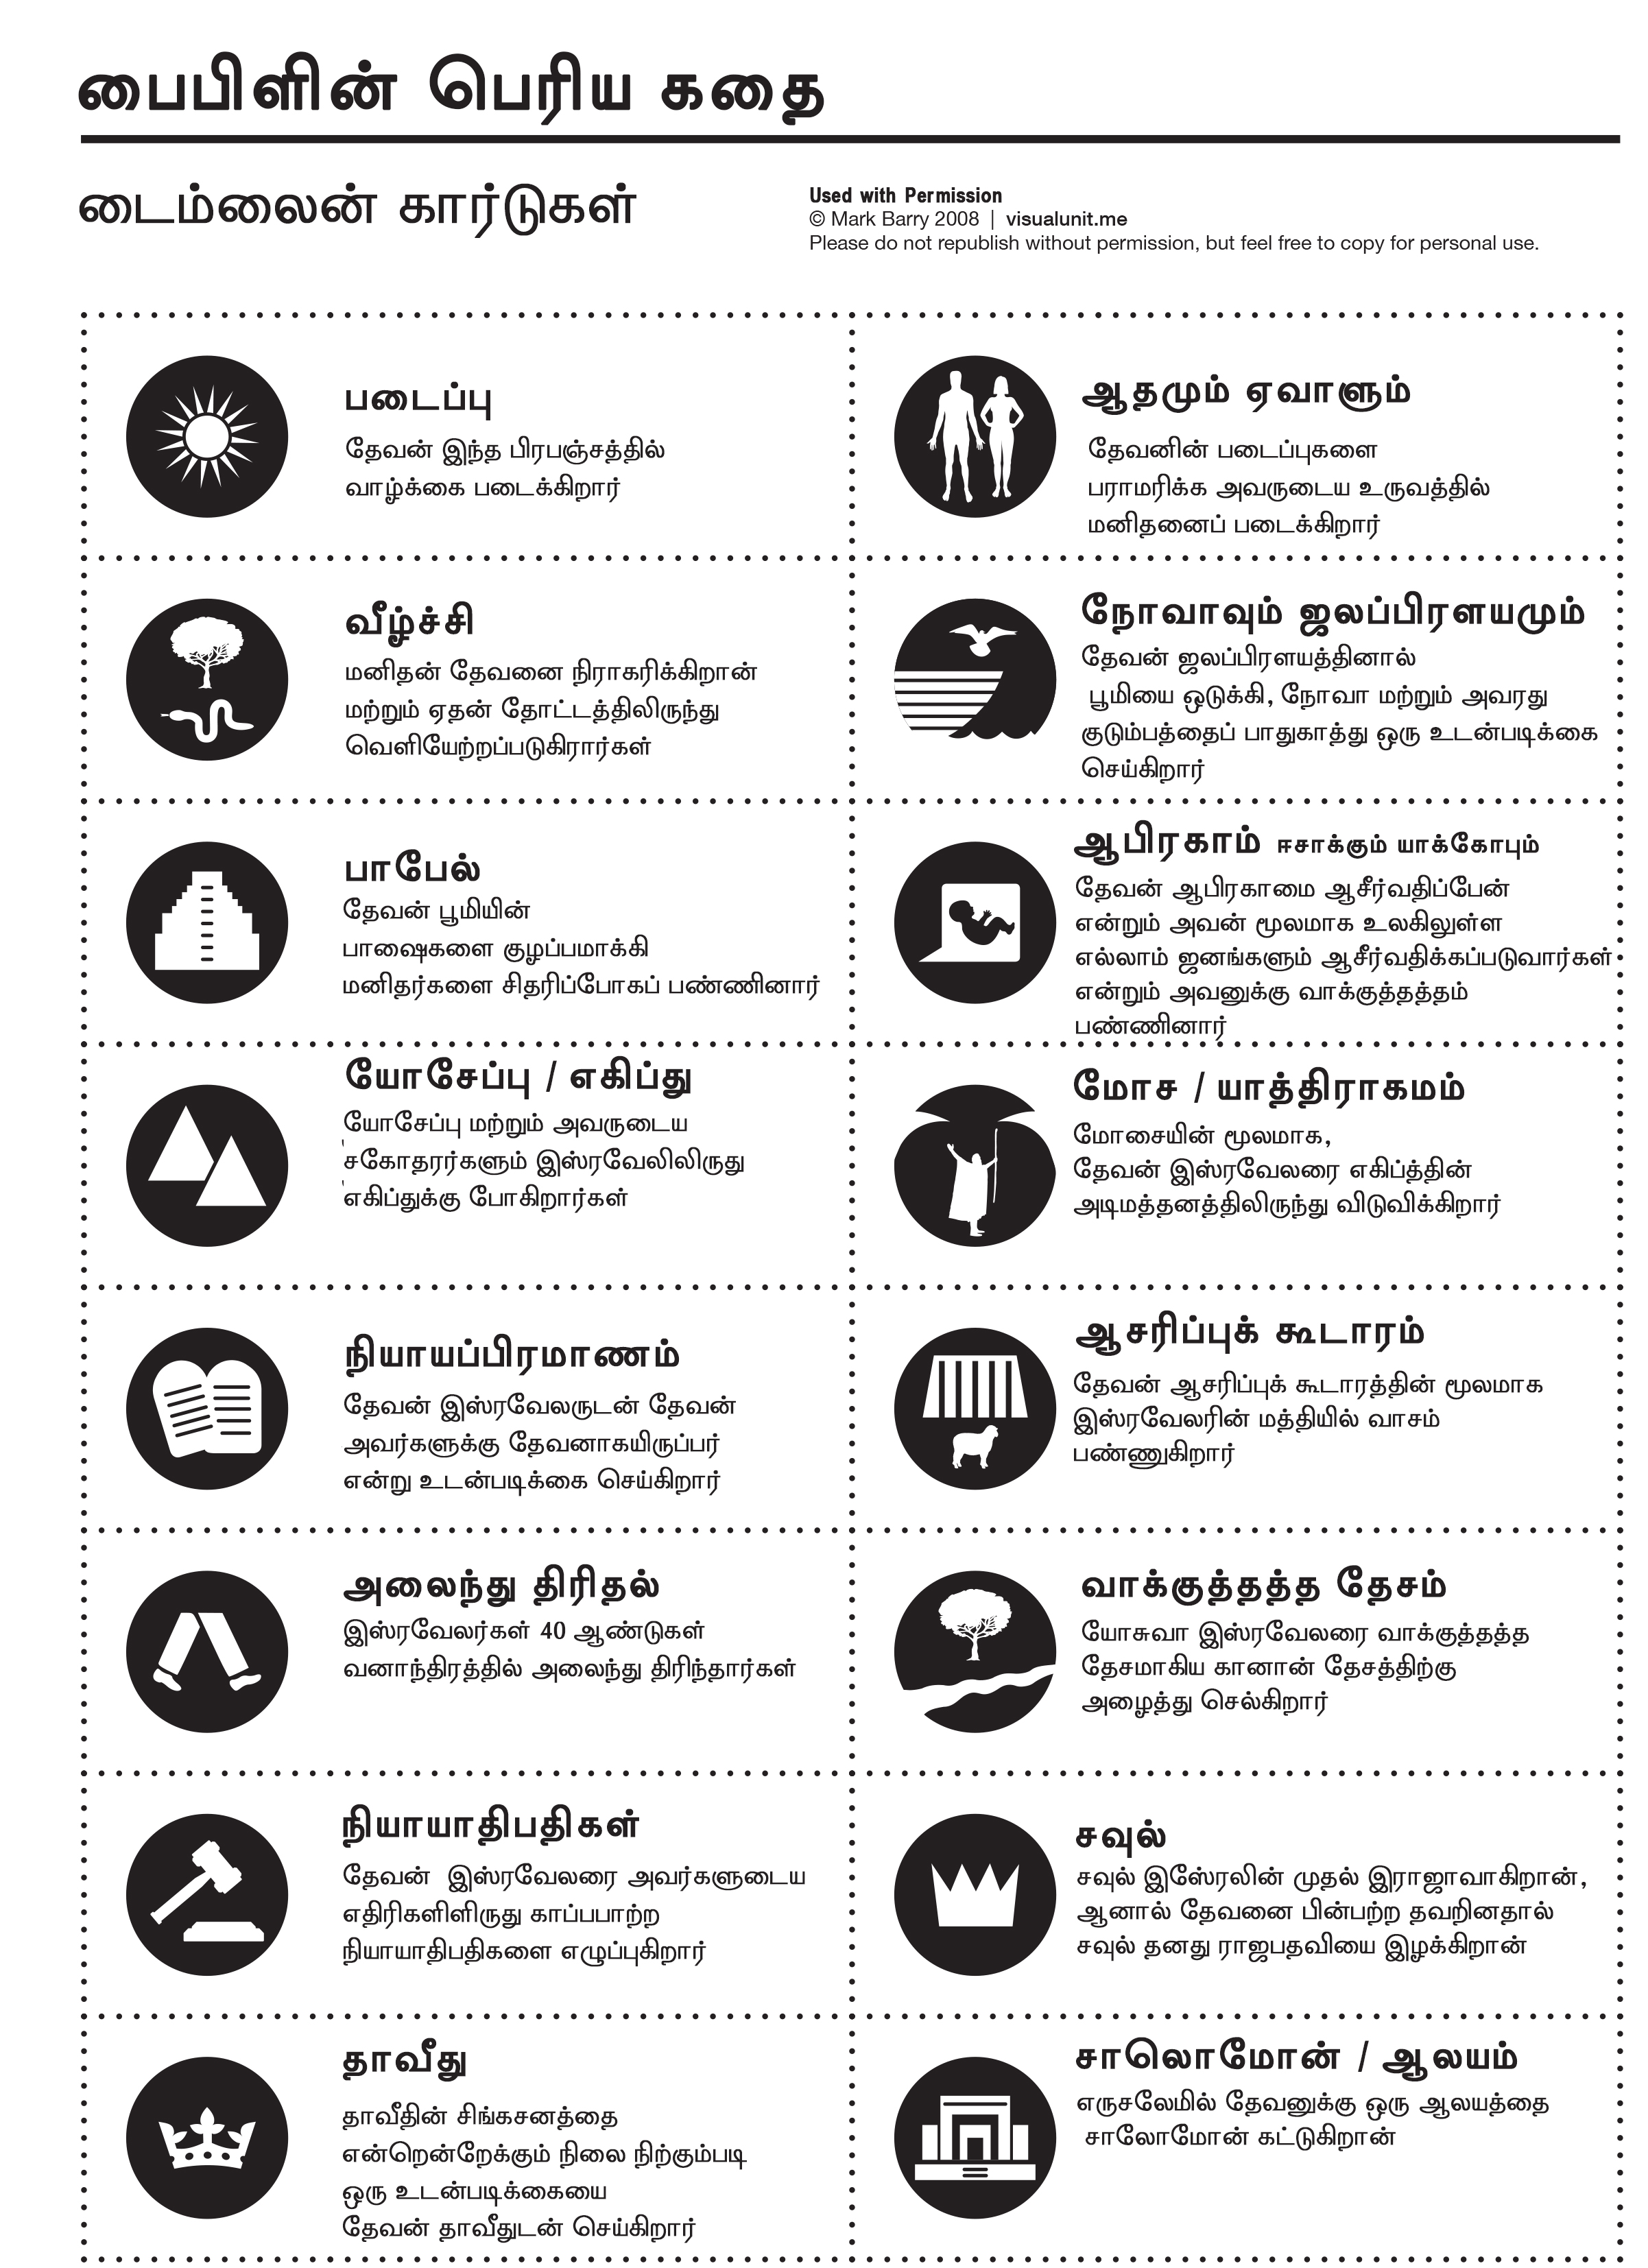 பைபிளின் பெரிய கதை
டைம்லைன் கார்டுகள்
Used with Permission
© Mark Barry 2008 | visualunit.me
Please do not republish without permission, but feel free to copy for personal use.
படைப்பு
தேவன் இந்த பிரபஞ்சத்தில்
வாழ்க்கை படைக்கிறார்
ஆதமும் ஏவாளும்
தேவனின் படைப்புகளை
பராமரிக்க அவருடைய உருவத்தில்
மனிதனைப் படைக்கிறார்
வீழ்ச்சி
மனிதன் தேவனை நிராகரிக்கிறான்
மற்றும் ஏதன் தோட்டத்திலிருந்து
வெளியேற்றப்படுகிரார்கள்
நோவாவும் ஜலப்பிரளயமும்
தேவன் ஜலப்பிரளயத்தினால்
பூமியை ஒடுக்கி, நோவா மற்றும் அவரது
குடும்பத்தைப் பாதுகாத்து ஒரு உடன்படிக்கை
செய்கிறார்
பாபேல்
தேவன் பூமியின்
பாஷைகளை குழப்பமாக்கி
மனிதர்களை சிதரிப்போகப் பண்ணினார்
ஆபிரகாம் ஈசாக்கும் யாக்கோபும்
தேவன் ஆபிரகாமை ஆசீர்வதிப்பேன்
என்றும் அவன் மூலமாக உலகிலுள்ள
எல்லாம் ஜனங்களும் ஆசீர்வதிக்கப்படுவார்கள்
என்றும் அவனுக்கு வாக்குத்தத்தம்
பண்ணினார்
யோசேப்பு / எகிப்து
யோசேப்பு மற்றும் அவருடைய
சகோதரர்களும் இஸ்ரவேலிலிருது
எகிப்துக்கு போகிறார்கள்
மோச / யாத்திராகமம்
மோசையின் மூலமாக,
தேவன் இஸ்ரவேலரை எகிப்த்தின்
அடிமத்தனத்திலிருந்து விடுவிக்கிறார்
நியாயப்பிரமாணம்
தேவன் இஸ்ரவேலருடன் தேவன்
அவர்களுக்கு தேவனாகயிருப்பர்
என்று உடன்படிக்கை செய்கிறார்
ஆசரிப்புக் கூடாரம்
தேவன் ஆசரிப்புக் கூடாரத்தின் மூலமாக
இஸ்ரவேலரின் மத்தியில் வாசம்
பண்ணுகிறார்
அலைந்து திரிதல்
இஸ்ரவேலர்கள் 40 ஆண்டுகள்
வனாந்திரத்தில் அலைந்து திரிந்தார்கள்
வாக்குத்தத்த தேசம்
யோசுவா இஸ்ரவேலரை வாக்குத்தத்த
தேசமாகிய கானான் தேசத்திற்கு
அழைத்து செல்கிறார்
நியாயாதிபதிகள்
தேவன் இஸ்ரவேலரை அவர்களுடைய
எதிரிகளிளிருது காப்பபாற்ற
நியாயாதிபதிகளை எழுப்புகிறார்
சவுல்
சவுல் இஸ்ரேலின் முதல் இராஜாவாகிறான்,
ஆனால் தேவனை பின்பற்ற தவறினதால்
சவுல் தனது ராஜபதவியை இழக்கிறான்
தாவீது
தாவீதின் சிங்கசனத்தை
என்றென்றேக்கும் நிலை நிற்கும்படி
ஒரு உடன்படிக்கையை
தேவன் தாவீதுடன் செய்கிறார்
சாலொமோன் / ஆலயம்
எருசலேமில் தேவனுக்கு ஒரு ஆலயத்தை
சாலோமோன் கட்டுகிறான்